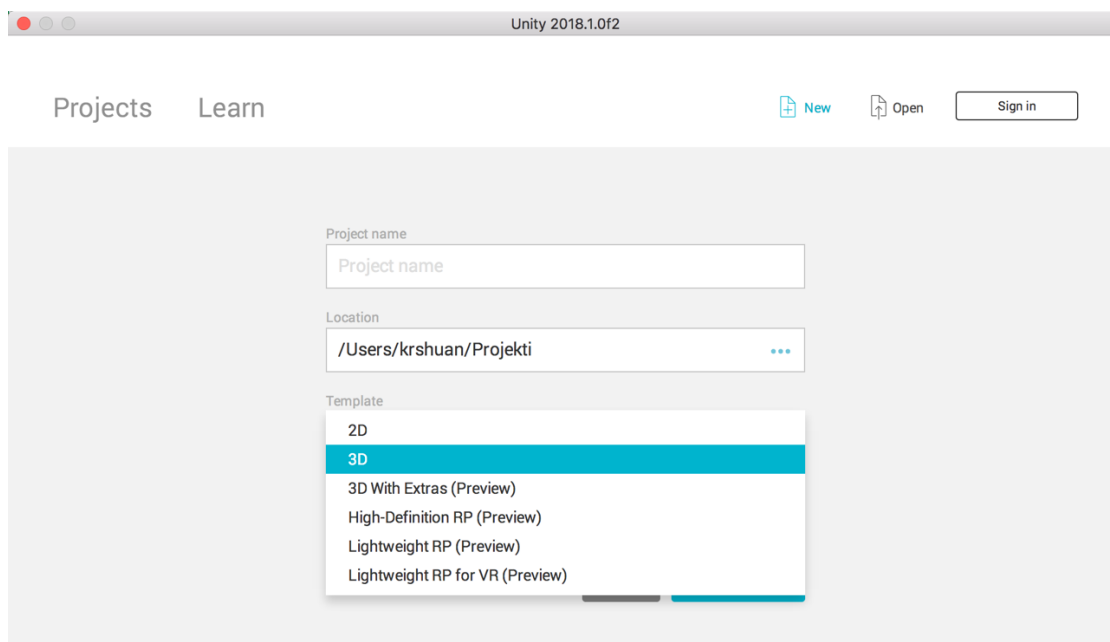 Unity 2018.1.0f2
Projects Learn New Open Sign in
Project name
Project name
Location
/Users/krshuan/Projekti
Template
2D
3D
3D With Extras (Preview)
High-Definition RP (Preview)
Lightweight RP (Preview)
Lightweight RP for VR (Preview)